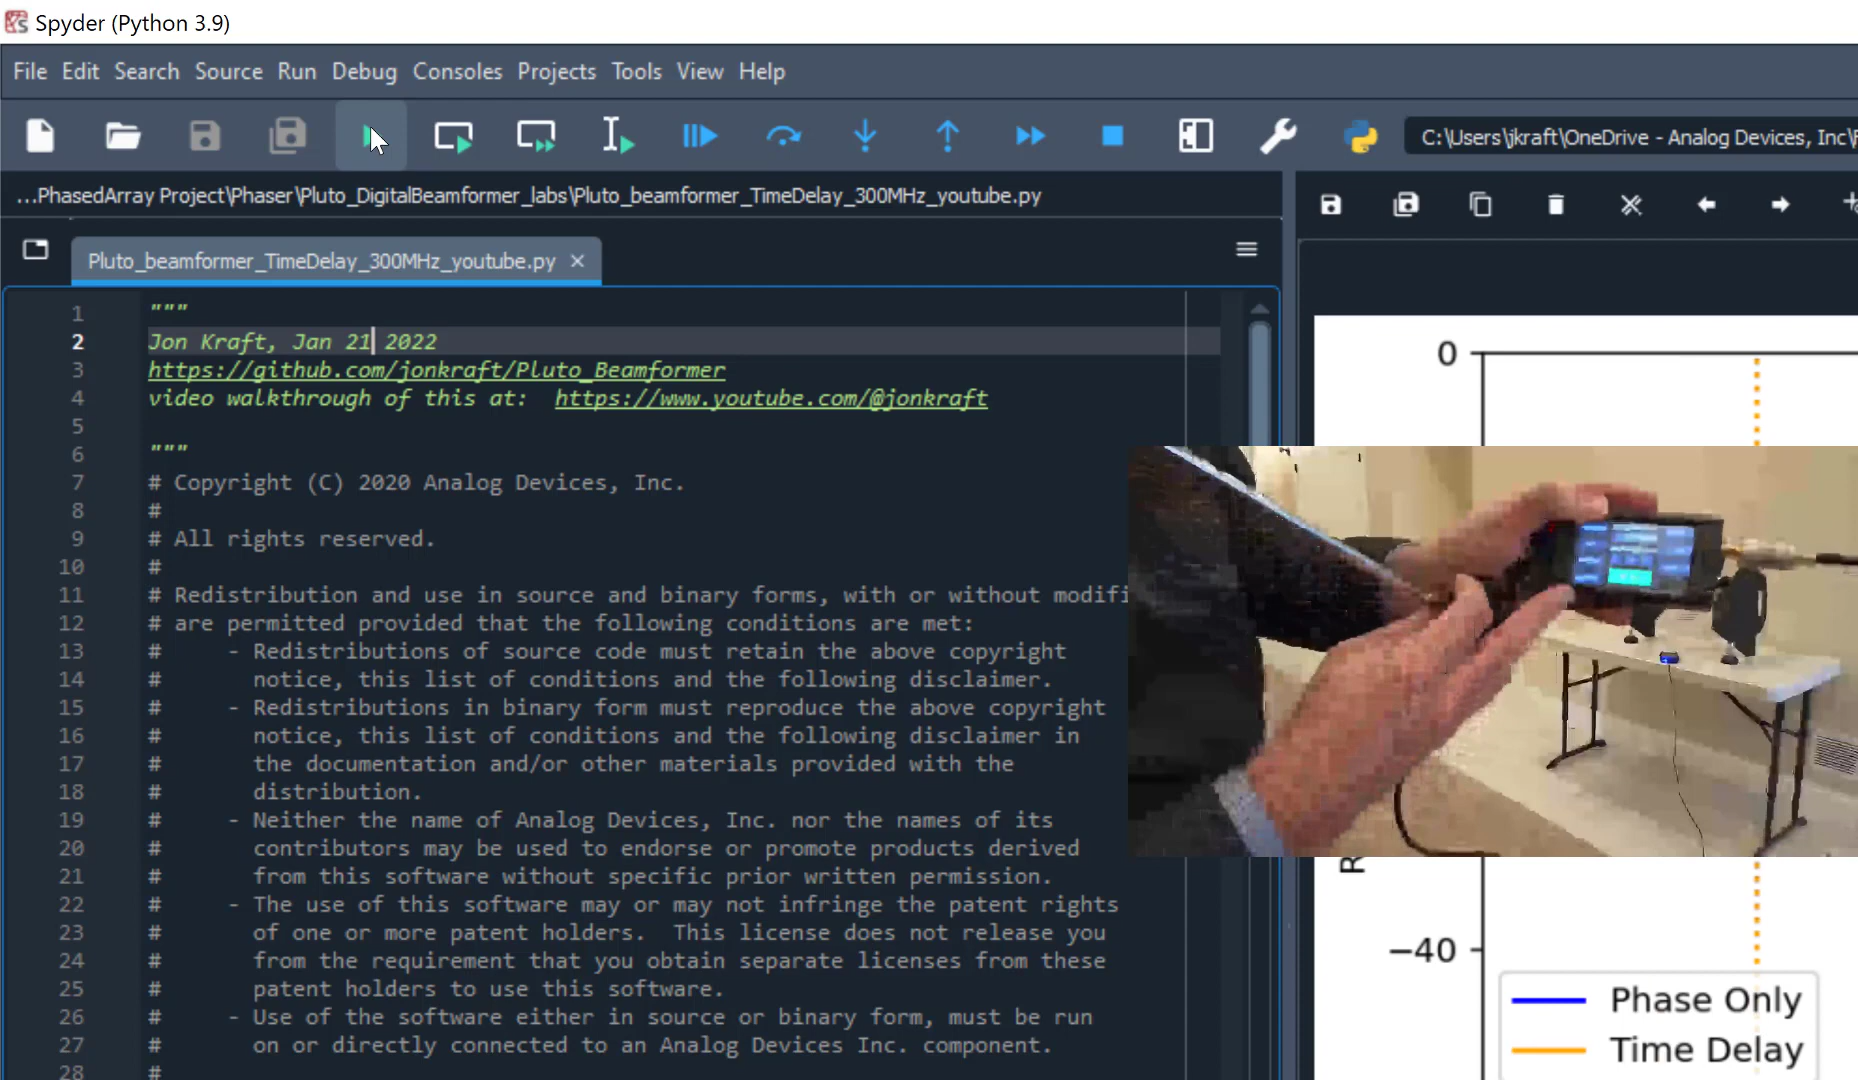 Spyder (Python 3.9)
File Edit Search Source Run Debug Consoles Projects Tools View Help
C:\Users\jkraft\OneDrive - Analog Devices, Inc\
...PhasedArray Project\Phaser\Pluto_DigitalBeamformer_labs\Pluto_beamformer_TimeDelay_300MHz_youtube.py
Pluto_beamformer_TimeDelay_300MHz_youtube.py
1 """
2 Jon Kraft, Jan 21 2022
3 https://github.com/jonkraft/Pluto_Beamformer
4 video walkthrough of this at:  https://www.youtube.com/@jonkraft
5
6 """
7 # Copyright (C) 2020 Analog Devices, Inc.
8 #
9 # All rights reserved.
10 #
11 # Redistribution and use in source and binary forms, with or without modifi
12 # are permitted provided that the following conditions are met:
13 #     - Redistributions of source code must retain the above copyright
14 #       notice, this list of conditions and the following disclaimer.
15 #     - Redistributions in binary form must reproduce the above copyright
16 #       notice, this list of conditions and the following disclaimer in
17 #       the documentation and/or other materials provided with the
18 #       distribution.
19 #     - Neither the name of Analog Devices, Inc. nor the names of its
20 #       contributors may be used to endorse or promote products derived
21 #       from this software without specific prior written permission.
22 #     - The use of this software may or may not infringe the patent rights
23 #       of one or more patent holders.  This license does not release you
24 #       from the requirement that you obtain separate licenses from these
25 #       patent holders to use this software.
26 #     - Use of the software either in source or binary form, must be run
27 #       on or directly connected to an Analog Devices Inc. component.
28 #
0
−40
Phase Only
Time Delay